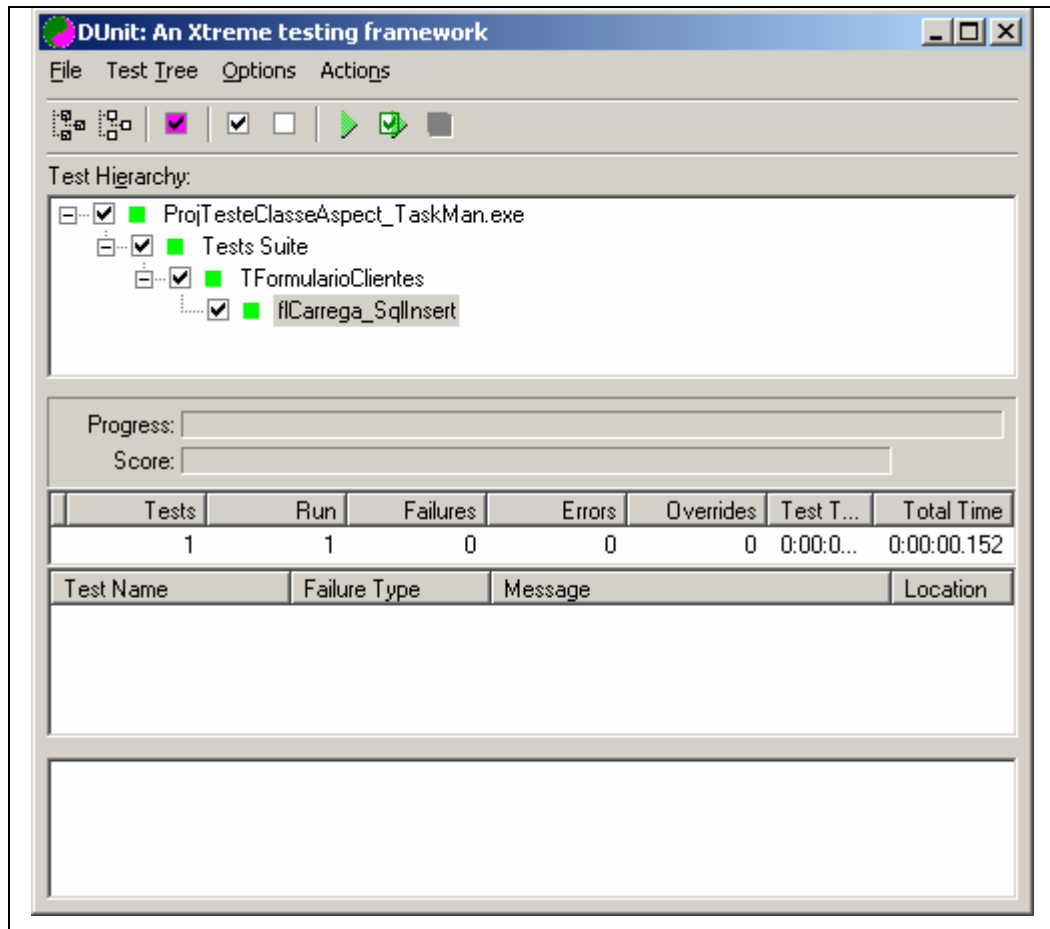 DUnit: An Xtreme testing framework
File Test Tree Options Actions
Test Hierarchy:
ProjTesteClasseAspect_TaskMan.exe
Tests Suite
TFormularioClientes
flCarrega_SqlInsert
Progress:
Score:
Tests Run Failures Errors Overrides Test T... Total Time
1 1 0 0 0 0:00:0... 0:00:00.152
Test Name Failure Type Message Location